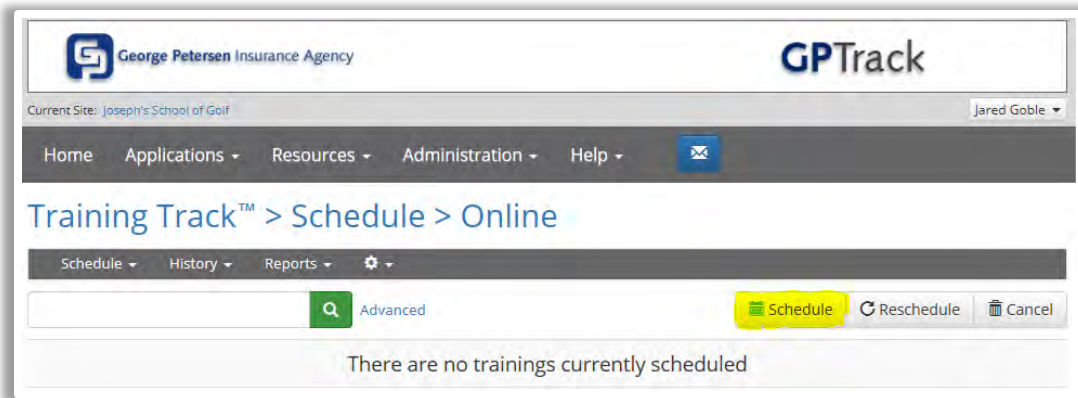 George Petersen Insurance Agency GPTrack
Current Site: Joseph's School of Golf Jared Goble
Home Applications Resources Administration Help
Training Track™ > Schedule > Online
Schedule History Reports
Advanced Schedule Reschedule Cancel
There are no trainings currently scheduled